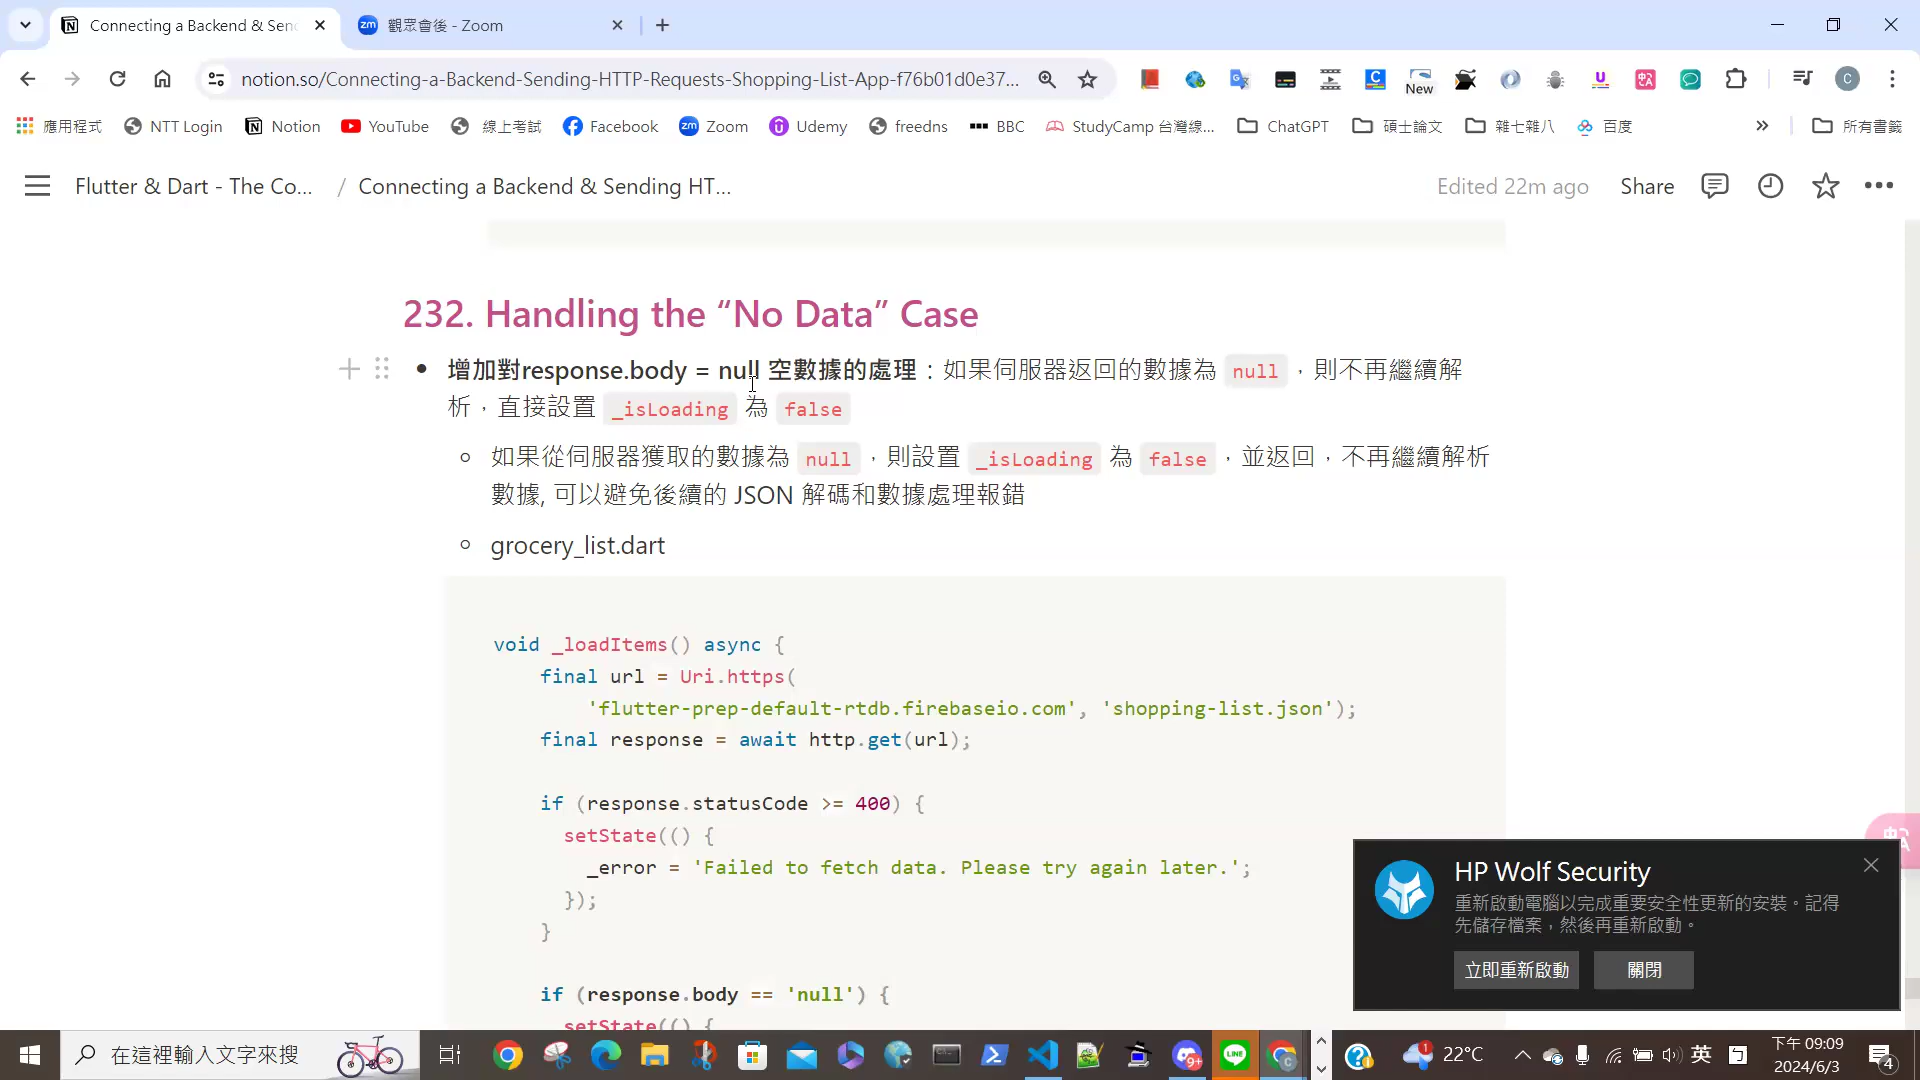 Connecting a Backend & Senc
觀眾會後 - Zoom
notion.so/Connecting-a-Backend-Sending-HTTP-Requests-Shopping-List-App-f76b01d0e37...
New
C
應用程式
NTT Login
Notion
YouTube
線上考試
Facebook
Zoom
Udemy
freedns
BBC
StudyCamp 台灣線...
ChatGPT
碩士論文
雜七雜八
百度
所有書籤
Flutter & Dart - The Co... / Connecting a Backend & Sending HT...
Edited 22m ago
Share
232. Handling the “No Data” Case
增加對response.body = null 空數據的處理：如果伺服器返回的數據為 null ，則不再繼續解
析，直接設置 _isLoading 為 false
如果從伺服器獲取的數據為 null ，則設置 _isLoading 為 false ，並返回，不再繼續解析
數據, 可以避免後續的 JSON 解碼和數據處理報錯
grocery_list.dart
void _loadItems() async {
final url = Uri.https(
'flutter-prep-default-rtdb.firebaseio.com', 'shopping-list.json');
final response = await http.get(url);
if (response.statusCode >= 400) {
setState(() {
_error = 'Failed to fetch data. Please try again later.';
});
}
if (response.body == 'null') {
setState(() {
HP Wolf Security
重新啟動電腦以完成重要安全性更新的安裝。記得
先儲存檔案，然後再重新啟動。
立即重新啟動
關閉
在這裡輸入文字來搜
22°C
英
下午 09:09
2024/6/3
4